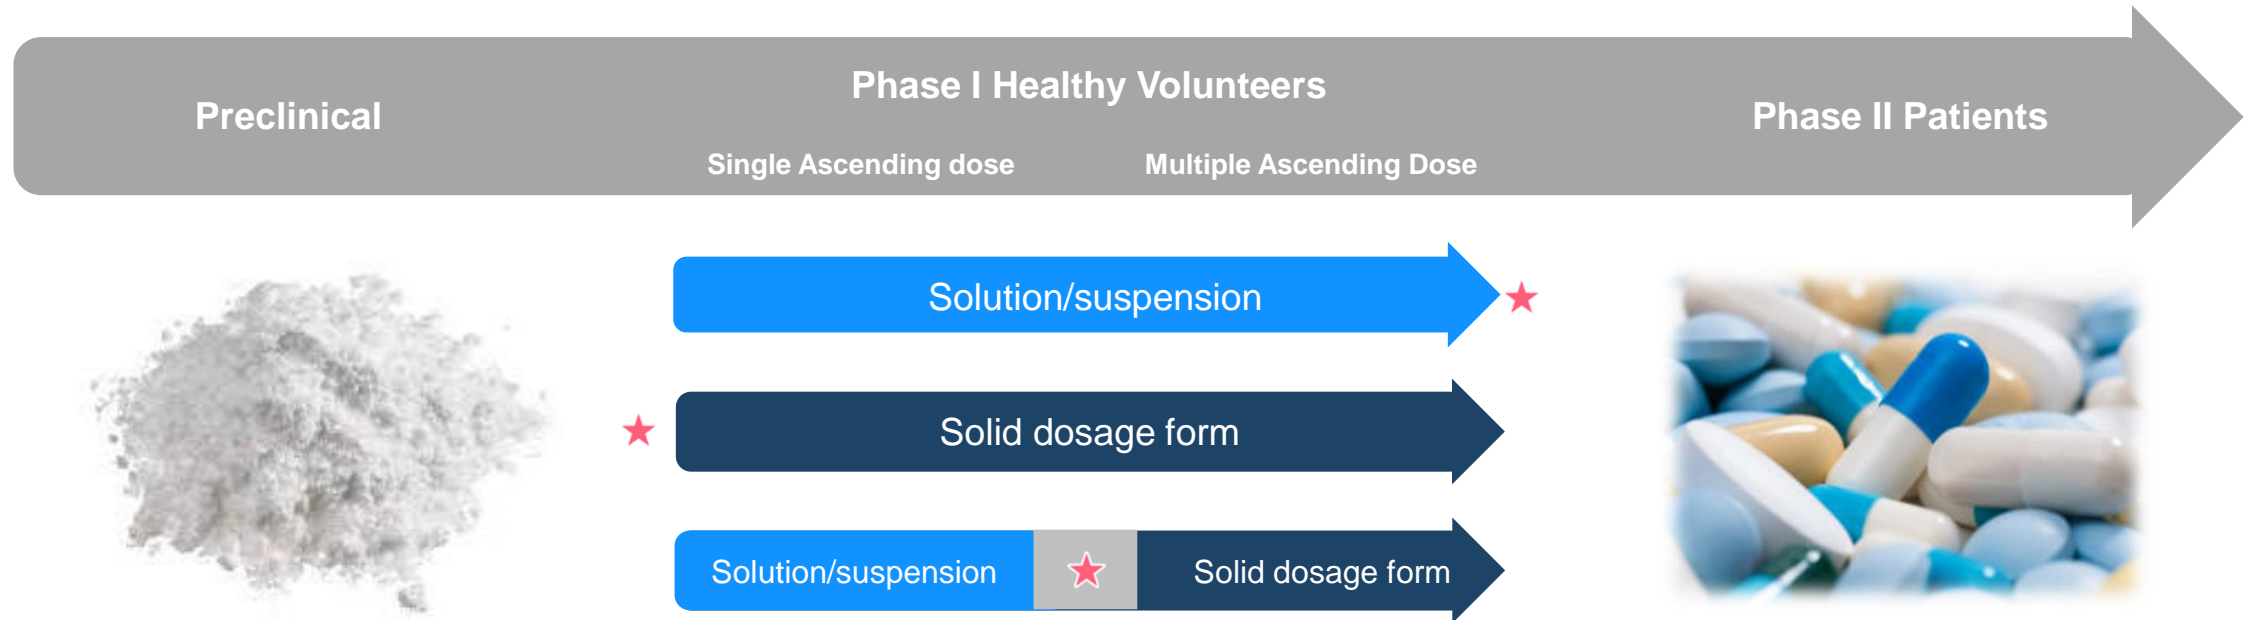 Preclinical
Phase I Healthy Volunteers
Single Ascending dose
Multiple Ascending Dose
Phase II Patients
Solution/suspension
Solid dosage form
Solution/suspension
Solid dosage form